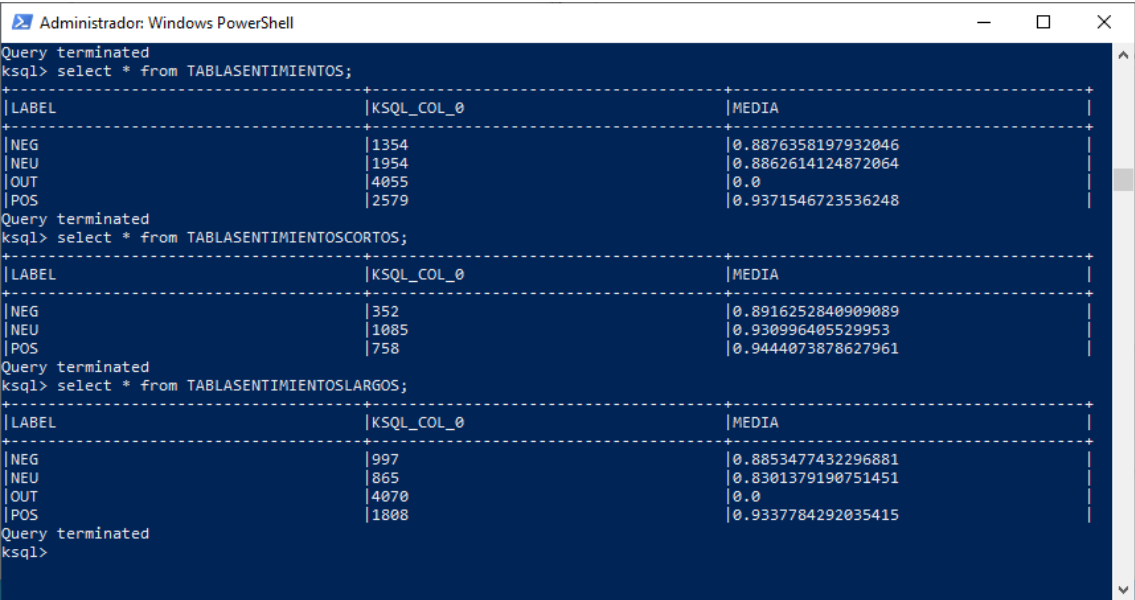 Administrador: Windows PowerShell
Query terminated
ksql> select * from TABLASENTIMIENTOS;
+-----------------------------------------+-----------------------------------------+-----------------------------------------+
|LABEL |KSQL_COL_0 |MEDIA |
+-----------------------------------------+-----------------------------------------+-----------------------------------------+
|NEG |1354 |0.8876358197932046 |
|NEU |1954 |0.8862614124872064 |
|OUT |4055 |0.0 |
|POS |2579 |0.9371546723536248 |
Query terminated
ksql> select * from TABLASENTIMIENTOSCORTOS;
+-----------------------------------------+-----------------------------------------+-----------------------------------------+
|LABEL |KSQL_COL_0 |MEDIA |
+-----------------------------------------+-----------------------------------------+-----------------------------------------+
|NEG |352 |0.8916252840909089 |
|NEU |1085 |0.930996405529953 |
|POS |758 |0.9444073878627961 |
Query terminated
ksql> select * from TABLASENTIMIENTOSLARGOS;
+-----------------------------------------+-----------------------------------------+-----------------------------------------+
|LABEL |KSQL_COL_0 |MEDIA |
+-----------------------------------------+-----------------------------------------+-----------------------------------------+
|NEG |997 |0.8853477432296881 |
|NEU |865 |0.8301379190751451 |
|OUT |4070 |0.0 |
|POS |1808 |0.9337784292035415 |
Query terminated
ksql>